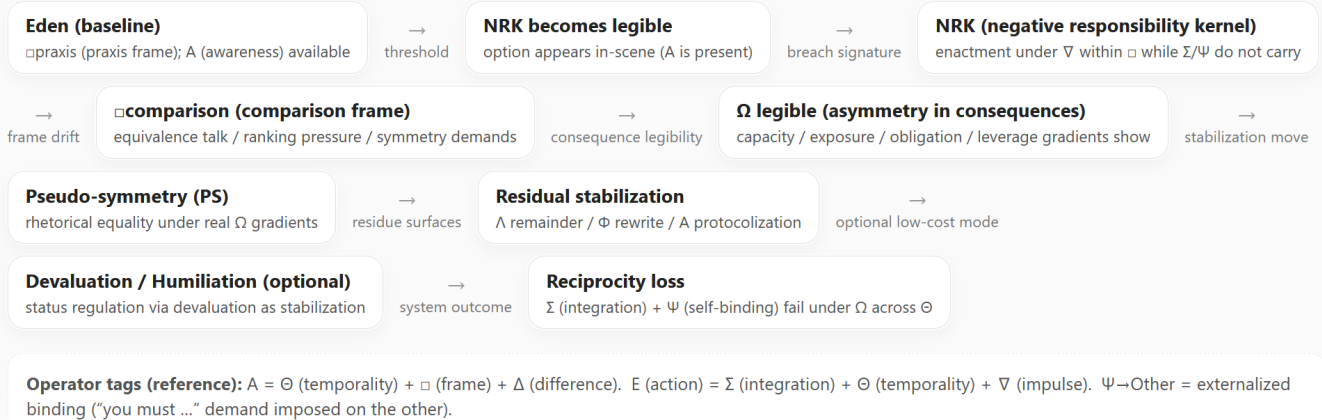 Eden (baseline)
□praxis (praxis frame); A (awareness) available
→
threshold
NRK becomes legible
option appears in-scene (A is present)
→
breach signature
NRK (negative responsibility kernel)
enactment under ∇ within □ while Σ/Ψ do not carry
→
frame drift
□comparison (comparison frame)
equivalence talk / ranking pressure / symmetry demands
→
consequence legibility
Ω legible (asymmetry in consequences)
capacity / exposure / obligation / leverage gradients show
→
stabilization move
Pseudo-symmetry (PS)
rhetorical equality under real Ω gradients
→
residue surfaces
Residual stabilization
Λ remainder / Φ rewrite / A protocolization
→
optional low-cost mode
Devaluation / Humiliation (optional)
status regulation via devaluation as stabilization
→
system outcome
Reciprocity loss
Σ (integration) + Ψ (self-binding) fail under Ω across Θ
Operator tags (reference): A = Θ (temporality) + □ (frame) + Δ (difference). E (action) = Σ (integration) + Θ (temporality) + ∇ (impulse). Ψ→Other = externalized
binding (“you must …” demand imposed on the other).